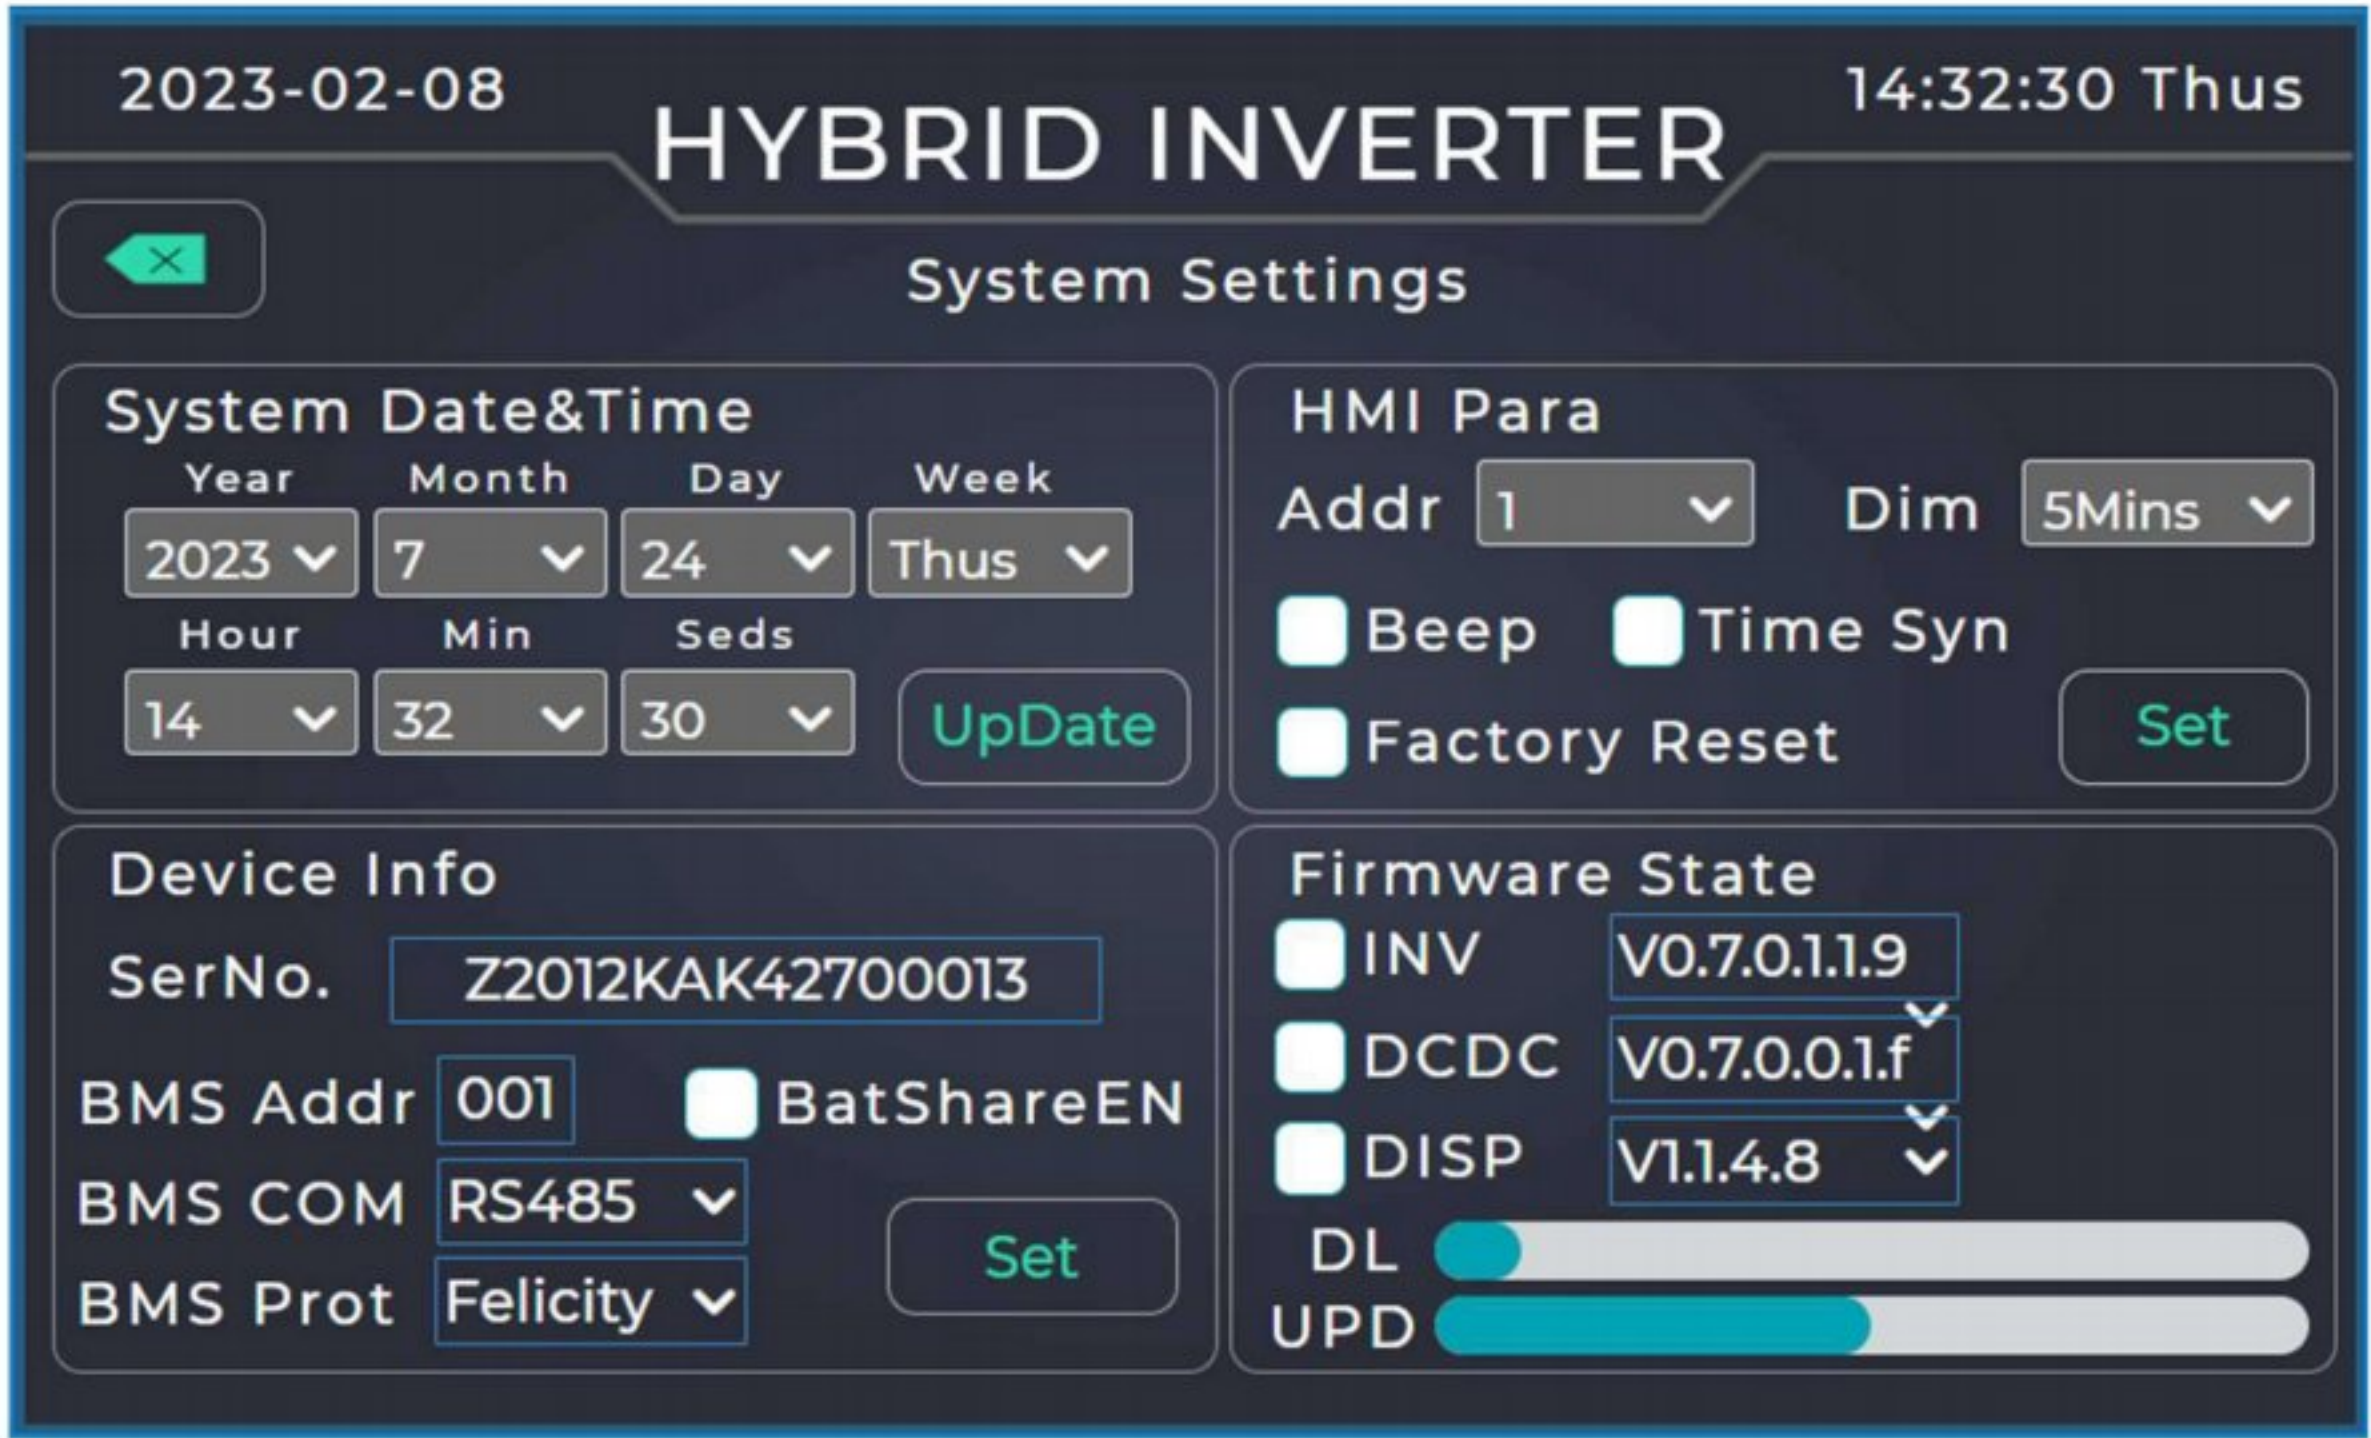 2023-02-08
HYBRID INVERTER
14:32:30 Thus
System Settings
System Date&Time
Year Month Day Week
2023 7 24 Thus
Hour Min Seds
14 32 30 UpDate
HMI Para
Addr 1 Dim 5Mins
Beep Time Syn
Factory Reset Set
Device Info
SerNo. Z2012KAK42700013
BMS Addr 001 BatShareEN
BMS COM RS485
BMS Prot Felicity
Set
Firmware State
INV V0.7.0.1.1.9
DCDC V0.7.0.0.1.f
DISP V1.1.4.8
DL
UPD